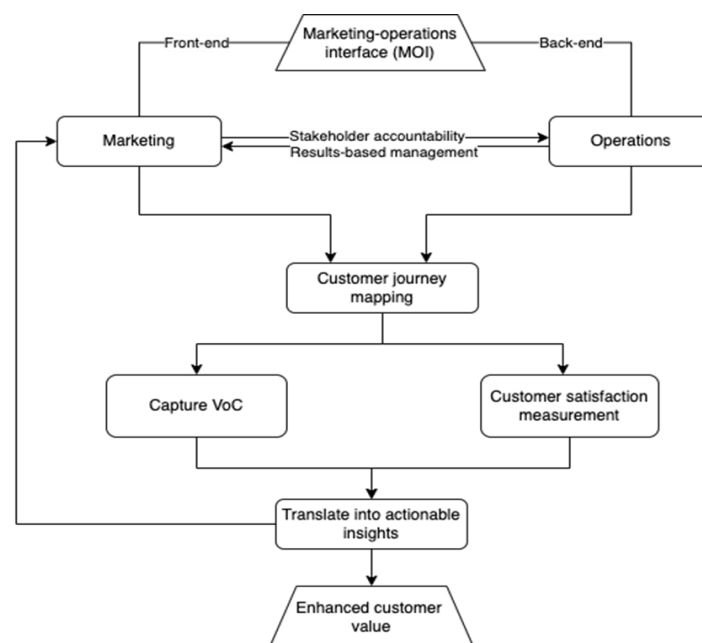 Marketing-operations
interface (MOI)
Front-end
Back-end
Marketing
Stakeholder accountability
Results-based management
Operations
Customer journey
mapping
Capture VoC
Customer satisfaction
measurement
Translate into actionable
insights
Enhanced customer
value